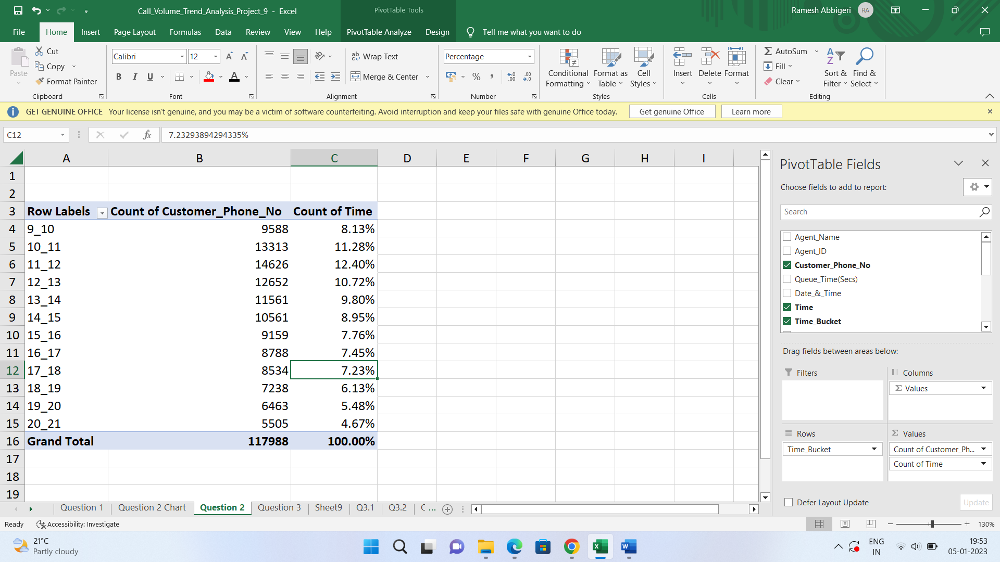 Call_Volume_Trend_Analysis_Project_9 - Excel
PivotTable Tools
Ramesh Abbigeri RA
File Home Insert Page Layout Formulas Data Review View Help PivotTable Analyze Design Tell me what you want to do
Paste
Cut
Copy
Format Painter
Clipboard
Calibri 12
B I U A
Font
ab Wrap Text
Merge & Center
Alignment
Percentage
%
Number
Conditional Formatting
Format as Table
Cell Styles
Styles
Insert Delete Format
Cells
AutoSum
Fill
Clear
Sort & Filter
Find & Select
Editing
GET GENUINE OFFICE Your license isn't genuine, and you may be a victim of software counterfeiting. Avoid interruption and keep your files safe with genuine Office today. Get genuine Office Learn more
C12 fx 7.23293894294335%
A B C D E F G H I
1
2
3 Row Labels Count of Customer_Phone_No Count of Time
4 9_10 9588 8.13%
5 10_11 13313 11.28%
6 11_12 14626 12.40%
7 12_13 12652 10.72%
8 13_14 11561 9.80%
9 14_15 10561 8.95%
10 15_16 9159 7.76%
11 16_17 8788 7.45%
12 17_18 8534 7.23%
13 18_19 7238 6.13%
14 19_20 6463 5.48%
15 20_21 5505 4.67%
16 Grand Total 117988 100.00%
17
18
19
PivotTable Fields
Choose fields to add to report:
Search
Agent_Name
Agent_ID
Customer_Phone_No
Queue_Time(Secs)
Date_&_Time
Time
Time_Bucket
Drag fields between areas below:
Filters
Columns
Σ Values
Rows
Time_Bucket
Σ Values
Count of Customer_Ph...
Count of Time
Defer Layout Update Update
Question 1 Question 2 Chart Question 2 Question 3 Sheet9 Q3.1 Q3.2 ...
Ready Accessibility: Investigate 130%
21°C
Partly cloudy
ENG
IN
19:53
05-01-2023